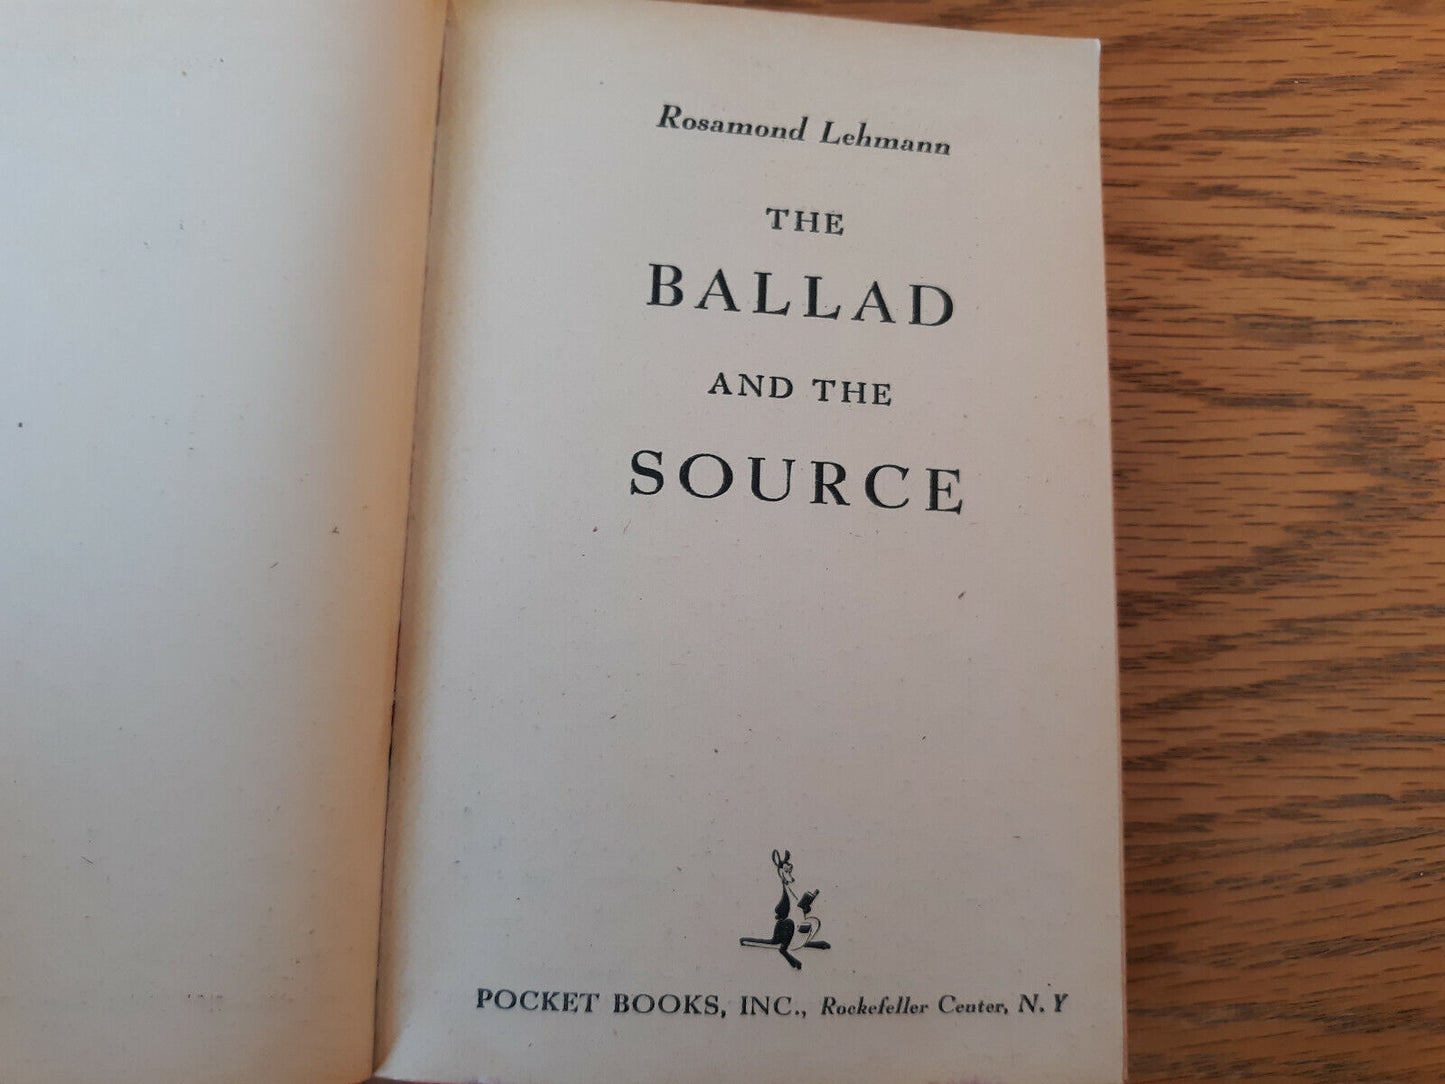 Rosamond Lehmann
THE
BALLAD
AND THE
SOURCE
POCKET BOOKS, INC., Rockefeller Center, N. Y